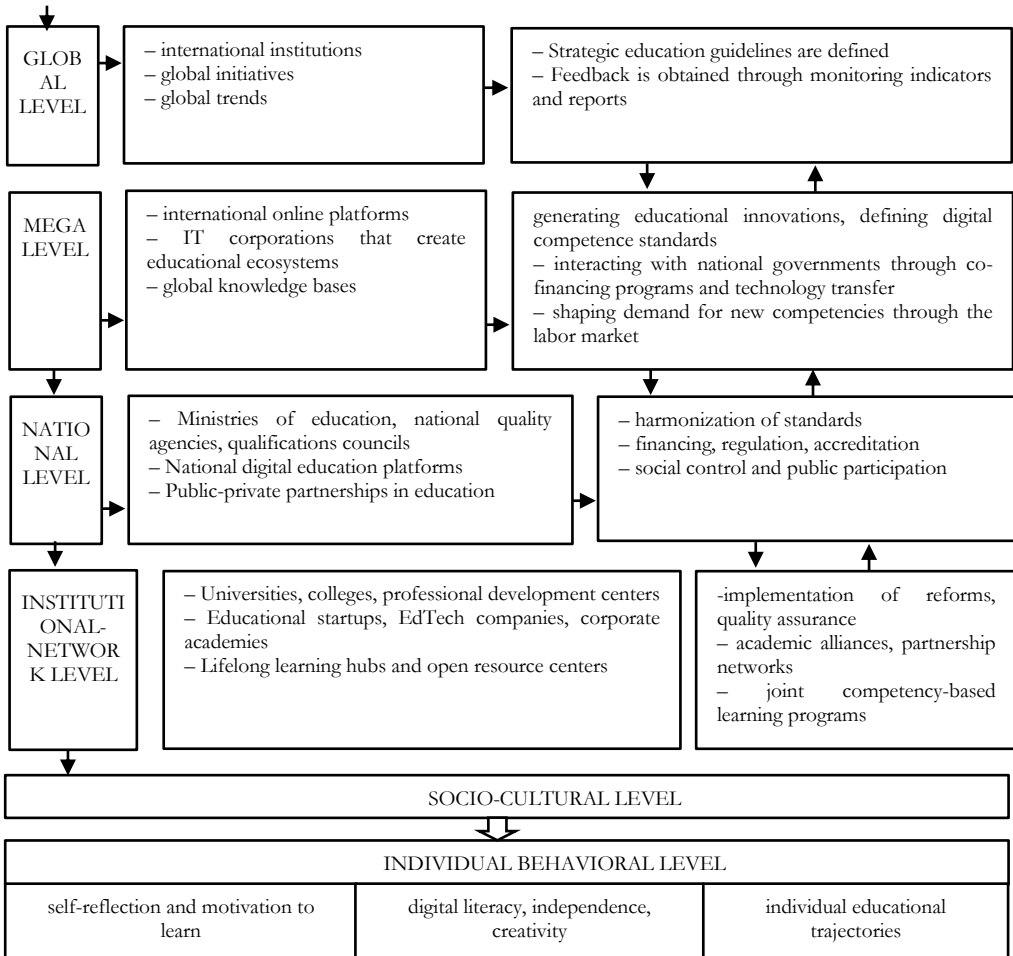 GLOB
AL
LEVEL
– international institutions
– global initiatives
– global trends
– Strategic education guidelines are defined
– Feedback is obtained through monitoring indicators
and reports
MEGA
LEVEL
– international online platforms
– IT corporations that create
educational ecosystems
– global knowledge bases
generating educational innovations, defining digital
competence standards
– interacting with national governments through co-
financing programs and technology transfer
– shaping demand for new competencies through the
labor market
NATIO
NAL
LEVEL
– Ministries of education, national quality
agencies, qualifications councils
– National digital education platforms
– Public-private partnerships in education
– harmonization of standards
– financing, regulation, accreditation
– social control and public participation
INSTITUTI
ONAL-
NETWOR
K LEVEL
– Universities, colleges, professional development centers
– Educational startups, EdTech companies, corporate
academies
– Lifelong learning hubs and open resource centers
-implementation of reforms,
quality assurance
– academic alliances, partnership
networks
– joint competency-based
learning programs
SOCIO-CULTURAL LEVEL
INDIVIDUAL BEHAVIORAL LEVEL
self-reflection and motivation to
learn
digital literacy, independence,
creativity
individual educational
trajectories